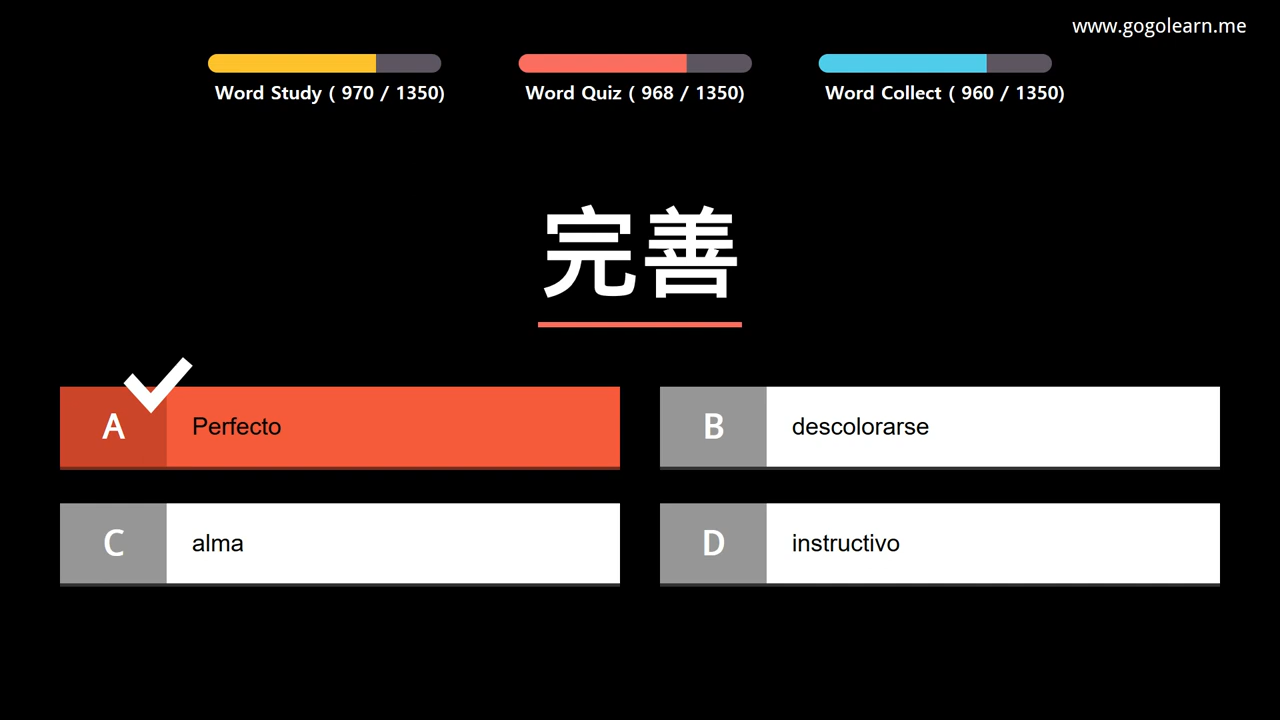 www.gogolearn.me
Word Study ( 970 / 1350)
Word Quiz ( 968 / 1350)
Word Collect ( 960 / 1350)
完善
A
Perfecto
B
descolorarse
C
alma
D
instructivo